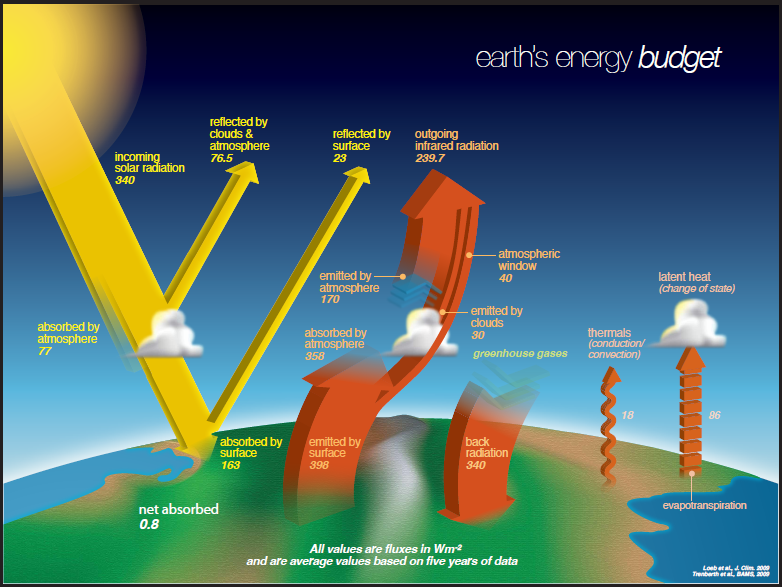 earth's energy budget
reflected by
clouds &
atmosphere
76.5
reflected by
surface
23
outgoing
infrared radiation
239.7
incoming
solar radiation
340
atmospheric
window
40
emitted by
atmosphere
170
latent heat
(change of state)
absorbed by
atmosphere
77
emitted by
clouds
30
absorbed by
atmosphere
358
greenhouse gases
thermals
(conduction/
convection)
18
86
absorbed by
surface
163
emitted by
surface
398
back
radiation
340
net absorbed
0.8
evapotranspiration
All values are fluxes in Wm⁻²
and are average values based on five years of data
Loeb et al., J. Clim. 2009
Trenberth et al., BAMS, 2009